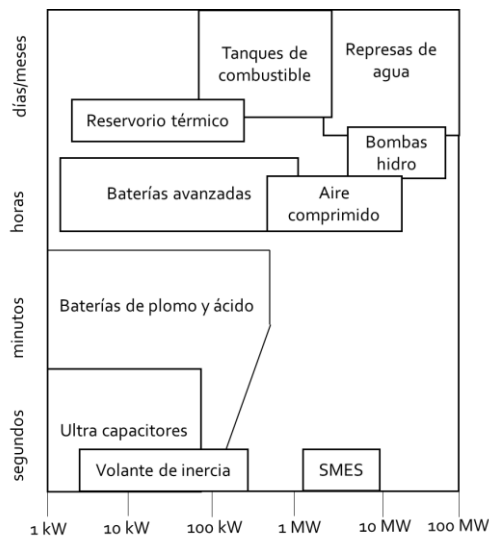 días/meses
horas
minutos
segundos
Tanques de
combustible
Represas de
agua
Reservorio térmico
Bombas
hidro
Baterías avanzadas
Aire
comprimido
Baterías de plomo y ácido
Ultra capacitores
Volante de inercia
SMES
1 kW
10 kW
100 kW
1 MW
10 MW
100 MW